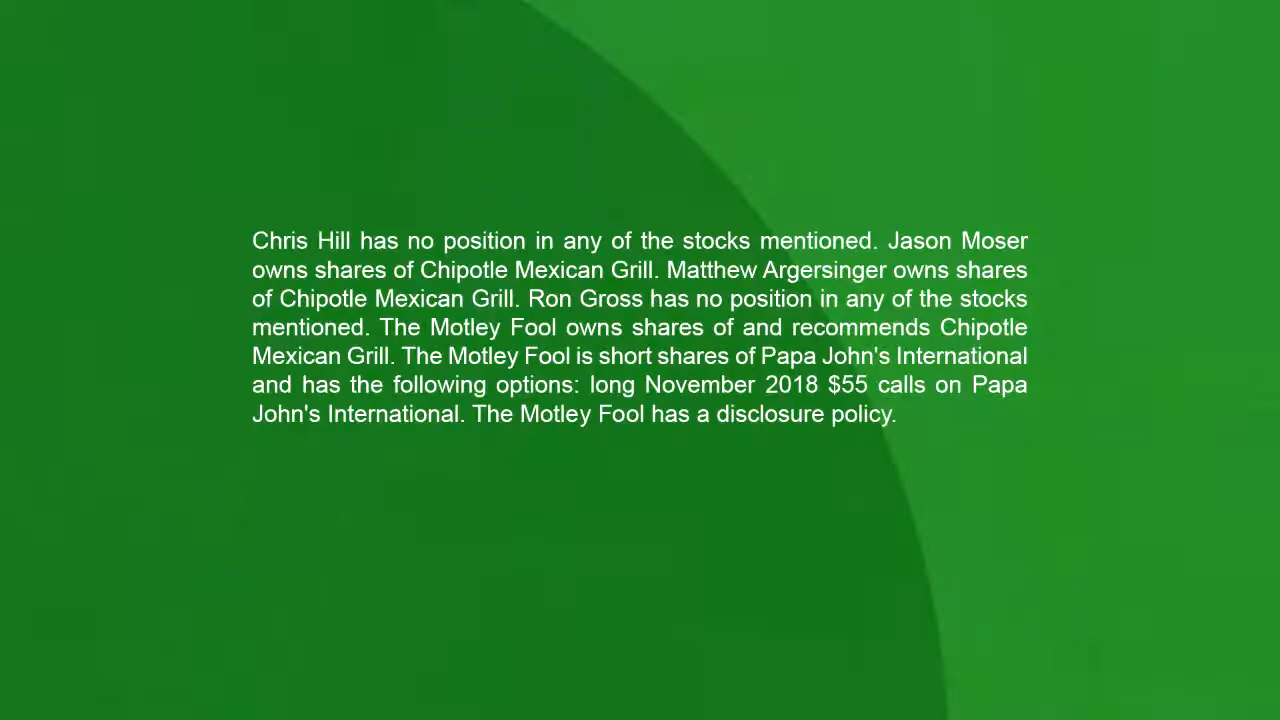 Chris Hill has no position in any of the stocks mentioned. Jason Moser
owns shares of Chipotle Mexican Grill. Matthew Argersinger owns shares
of Chipotle Mexican Grill. Ron Gross has no position in any of the stocks
mentioned. The Motley Fool owns shares of and recommends Chipotle
Mexican Grill. The Motley Fool is short shares of Papa John's International
and has the following options: long November 2018 $55 calls on Papa
John's International. The Motley Fool has a disclosure policy.